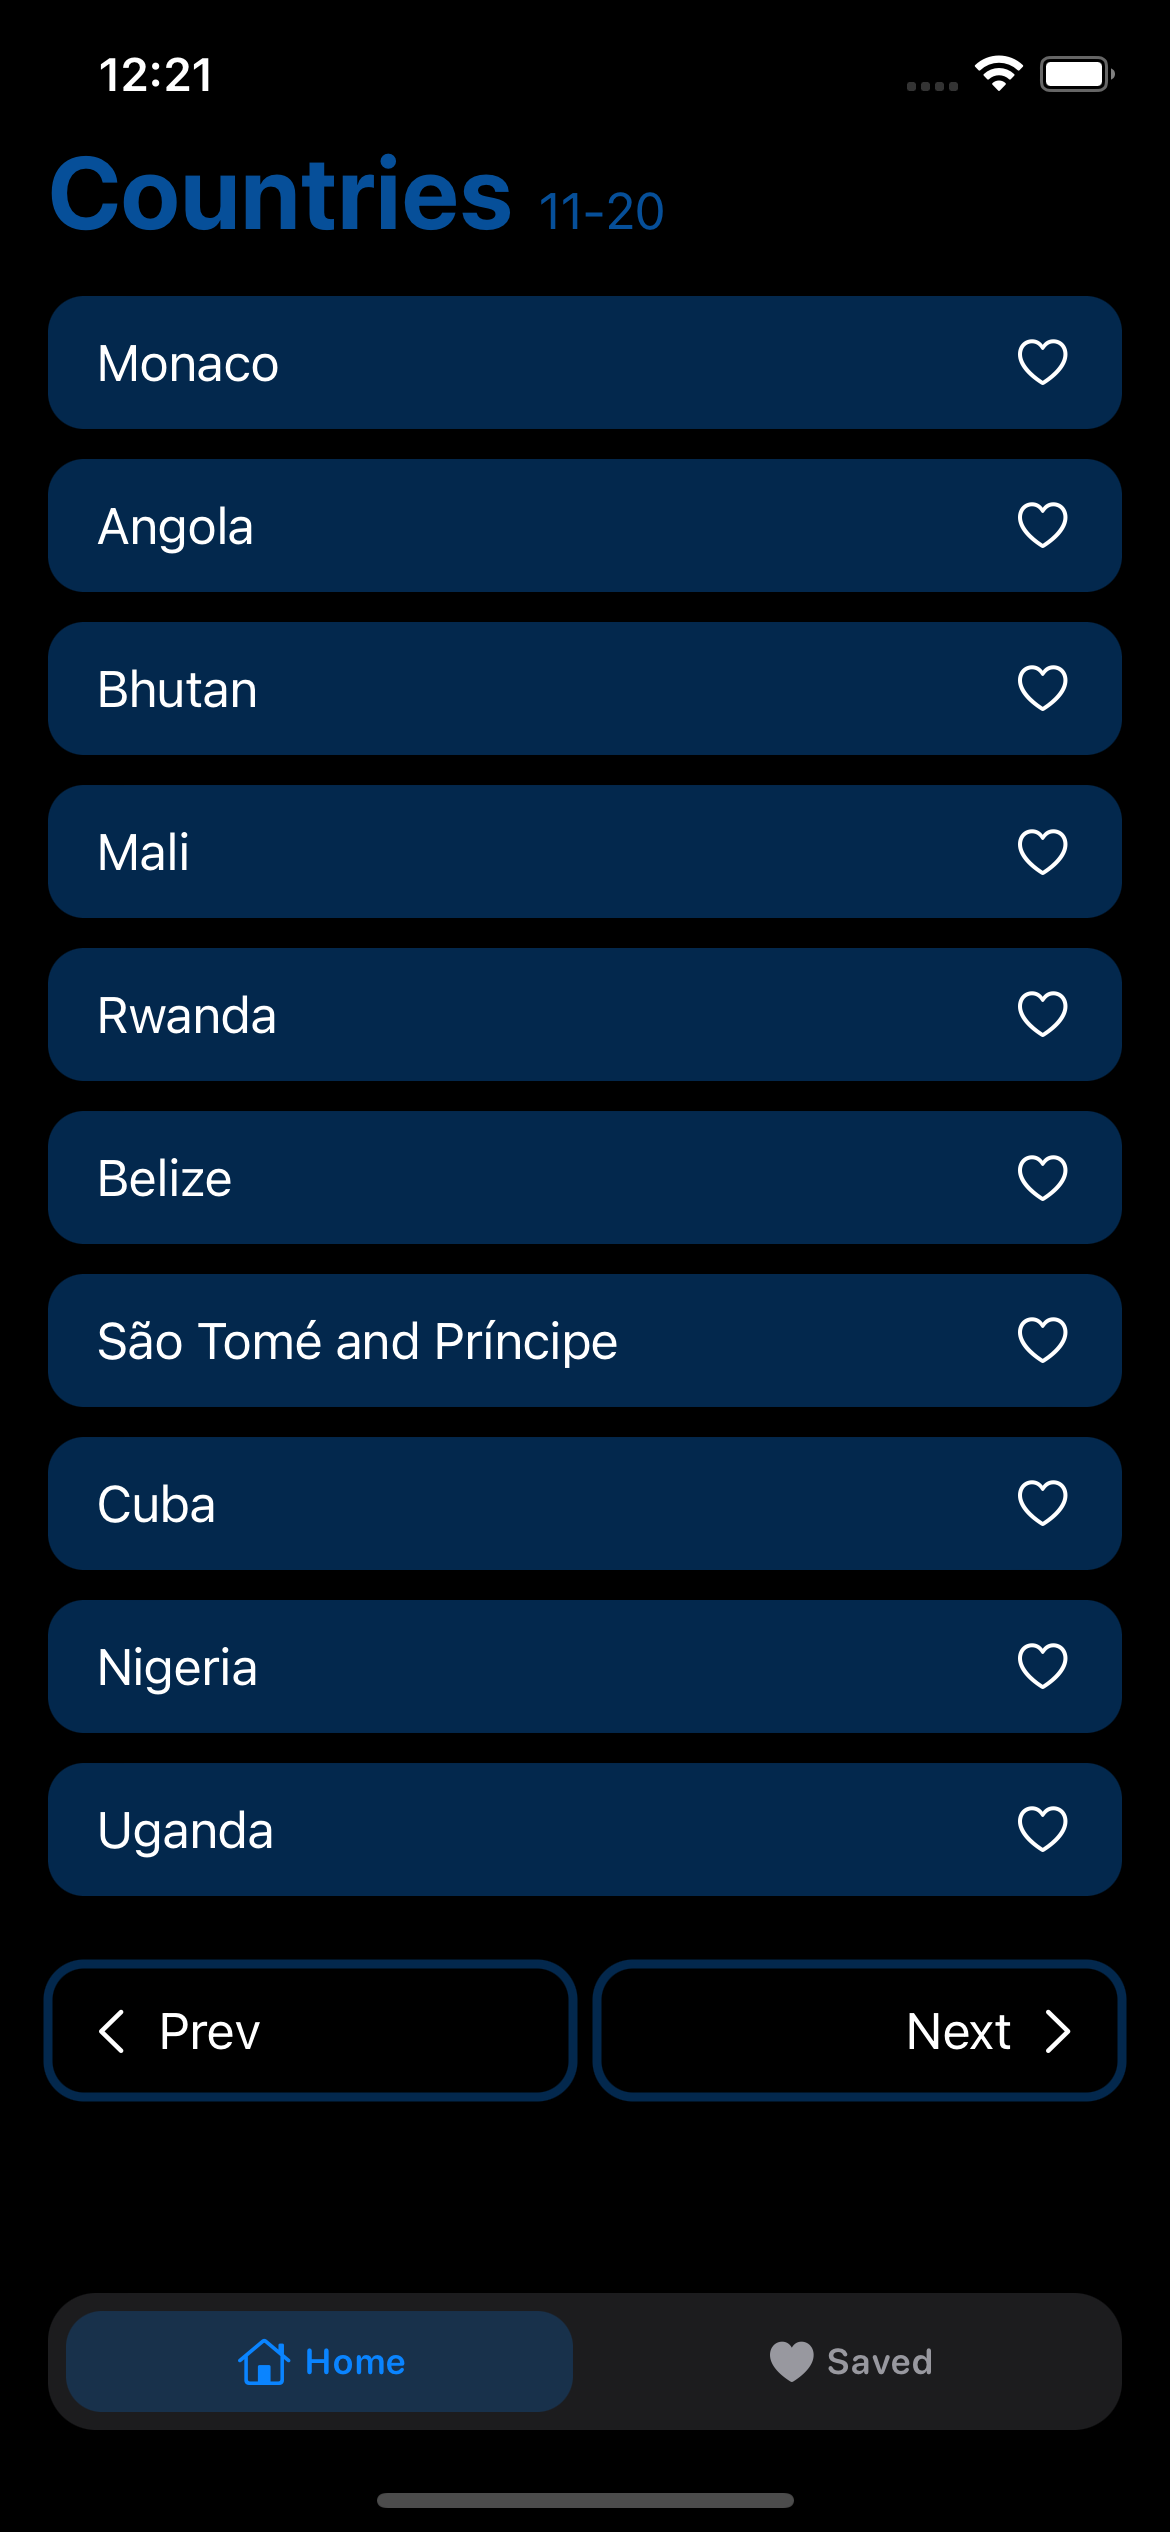 12:21
Countries 11-20
Monaco
Angola
Bhutan
Mali
Rwanda
Belize
São Tomé and Príncipe
Cuba
Nigeria
Uganda
Prev Next
Home Saved